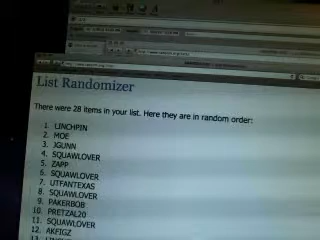 List Randomizer
There were 28 items in your list. Here they are in random order:
1. LINCHPIN
2. MOE
3. JGUNN
4. SQUAWLOVER
5. ZAPP
6. SQUAWLOVER
7. UTFANTEXAS
8. SQUAWLOVER
9. PAKERBOB
10. PRETZAL20
11. SQUAWLOVER
12. AKFIGZ